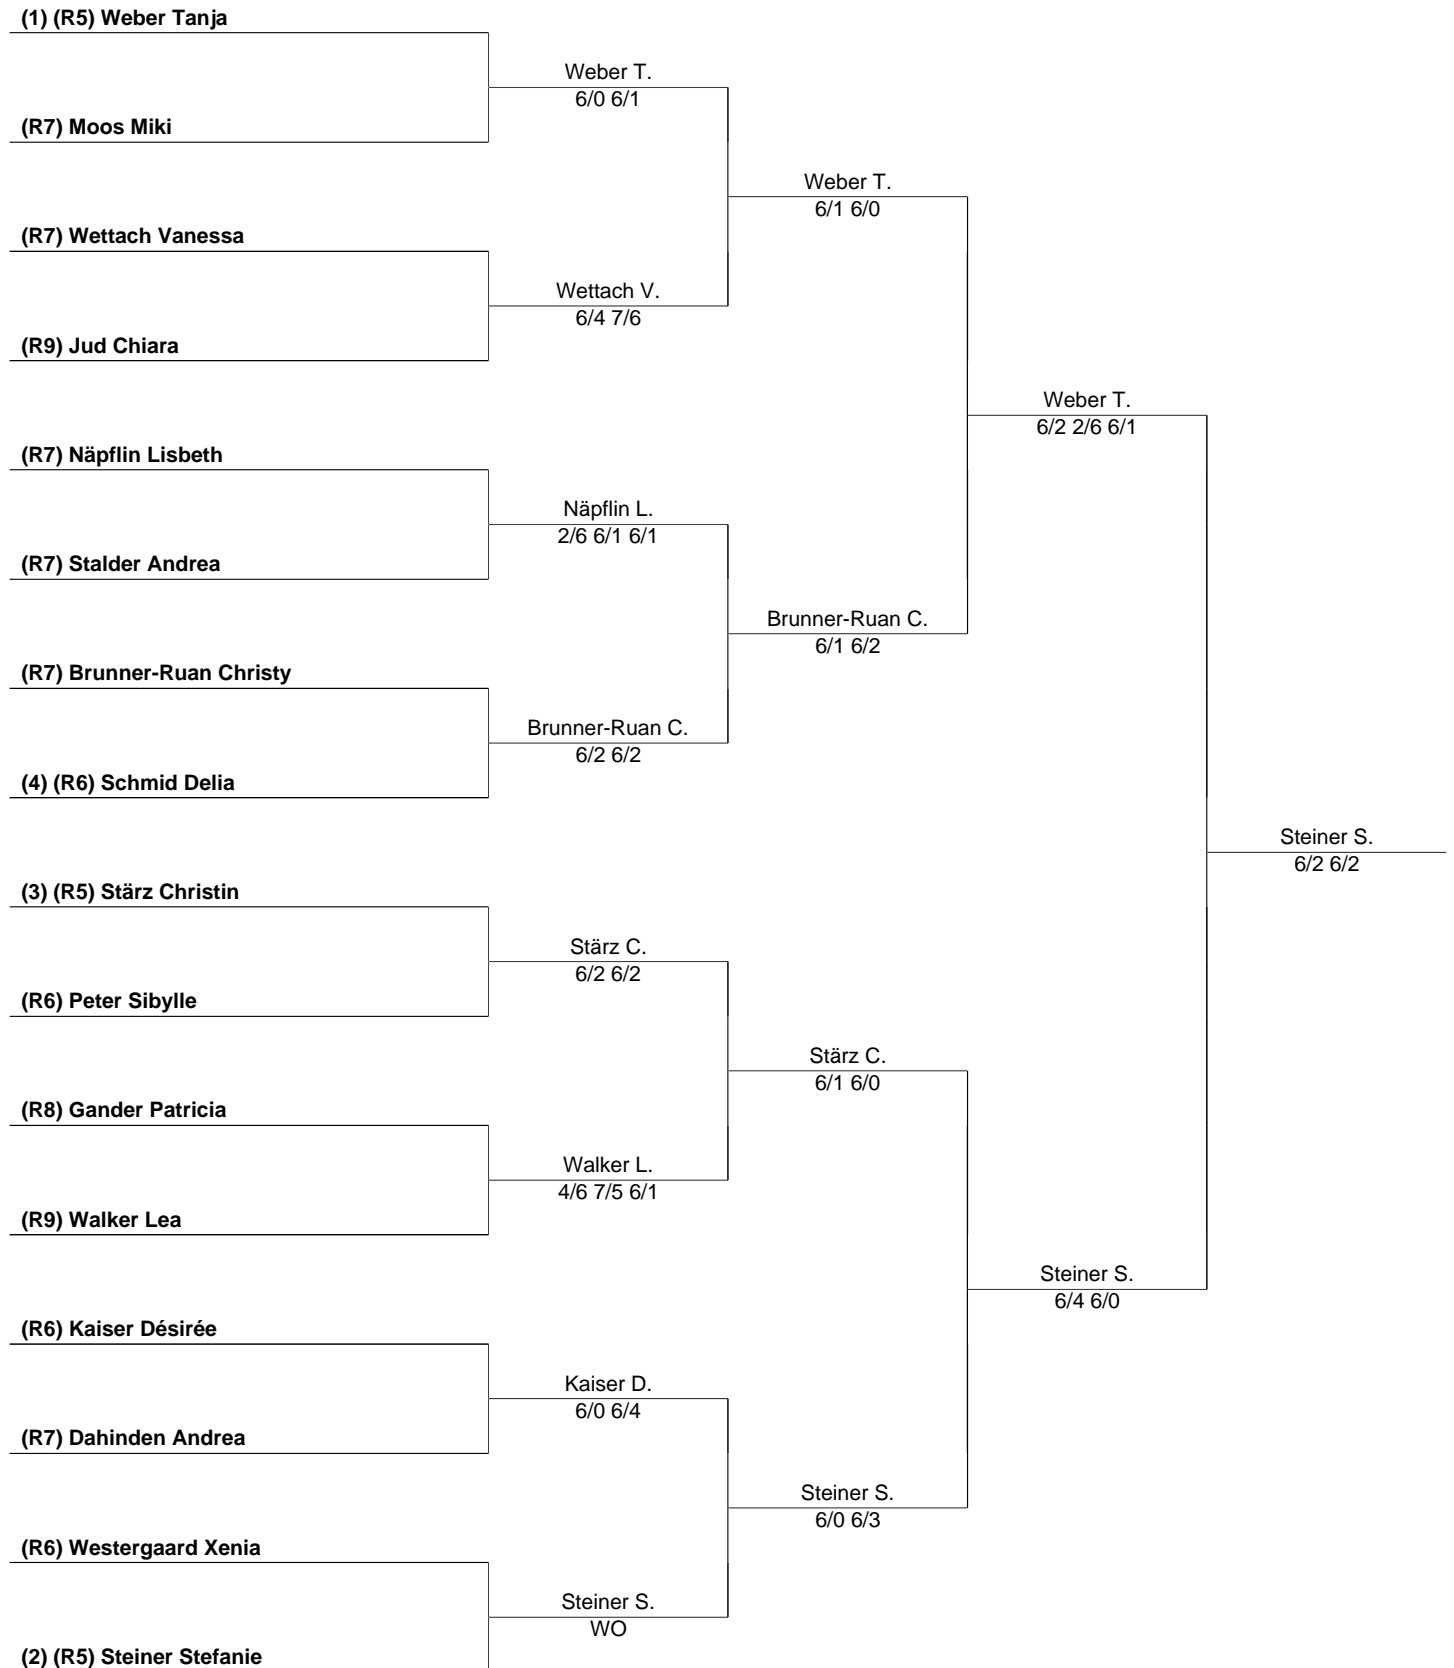 (1) (R5) Weber Tanja
Weber T.
6/0 6/1
(R7) Moos Miki
Weber T.
6/1 6/0
(R7) Wettach Vanessa
Wettach V.
6/4 7/6
(R9) Jud Chiara
Weber T.
6/2 2/6 6/1
(R7) Näpflin Lisbeth
Näpflin L.
2/6 6/1 6/1
(R7) Stalder Andrea
Brunner-Ruan C.
6/1 6/2
(R7) Brunner-Ruan Christy
Brunner-Ruan C.
6/2 6/2
(4) (R6) Schmid Delia
Steiner S.
6/2 6/2
(3) (R5) Stärz Christin
Stärz C.
6/2 6/2
(R6) Peter Sibylle
Stärz C.
6/1 6/0
(R8) Gander Patricia
Walker L.
4/6 7/5 6/1
(R9) Walker Lea
Steiner S.
6/4 6/0
(R6) Kaiser Désirée
Kaiser D.
6/0 6/4
(R7) Dahinden Andrea
Steiner S.
6/0 6/3
(R6) Westergaard Xenia
Steiner S.
WO
(2) (R5) Steiner Stefanie